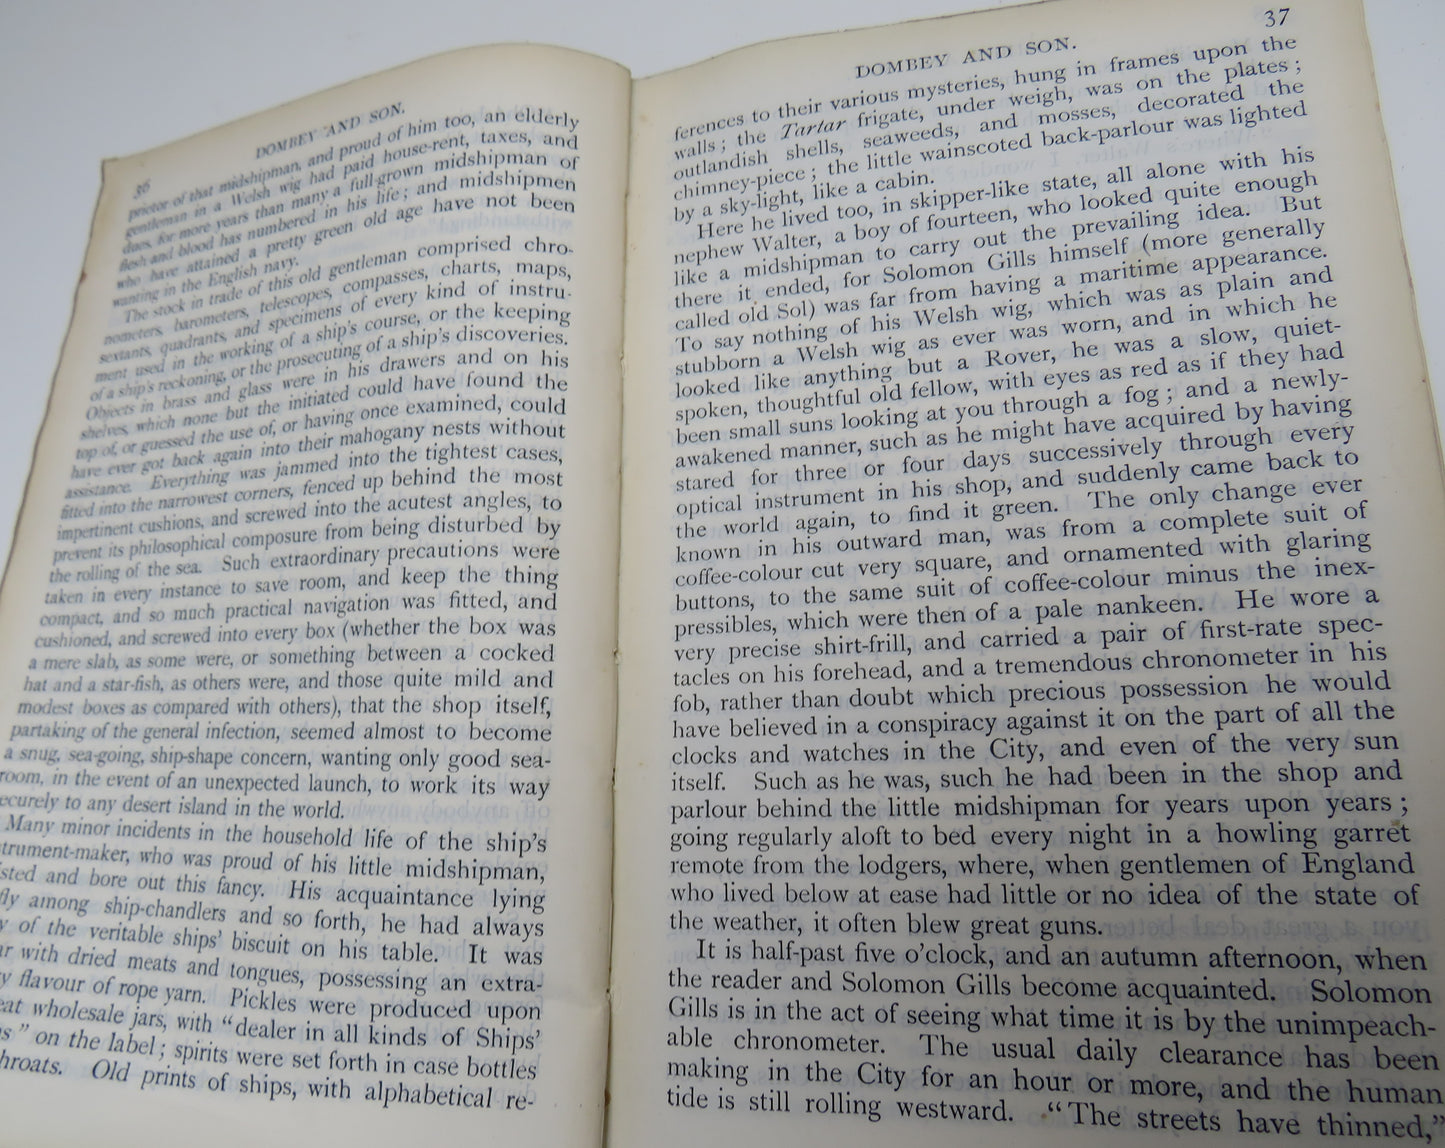 36
DOMBEY AND SON.
prietor of that midshipman, and proud of him too, an elderly
gentleman in a Welsh wig had paid house-rent, taxes, and
dues, for more years than many a full-grown midshipman of
flesh and blood has numbered in his life; and midshipmen
who have attained a pretty green old age have not been
wanting in the English navy.
The stock in trade of this old gentleman comprised chro-
nometers, barometers, telescopes, compasses, charts, maps,
sextants, quadrants, and specimens of every kind of instru-
ment used in the working of a ship's course, or the keeping
of a ship's reckoning, or the prosecuting of a ship's discoveries.
Objects in brass and glass were in his drawers and on his
shelves, which none but the initiated could have found the
top of, or guessed the use of, or having once examined, could
have ever got back again into their mahogany nests without
assistance. Everything was jammed into the tightest cases,
fitted into the narrowest corners, fenced up behind the most
impertinent cushions, and screwed into the acutest angles, to
prevent its philosophical composure from being disturbed by
the rolling of the sea. Such extraordinary precautions were
taken in every instance to save room, and keep the thing
compact, and so much practical navigation was fitted, and
cushioned, and screwed into every box (whether the box was
a mere slab, as some were, or something between a cocked
hat and a star-fish, as others were, and those quite mild and
modest boxes as compared with others), that the shop itself,
partaking of the general infection, seemed almost to become
a snug, sea-going, ship-shape concern, wanting only good sea-
room, in the event of an unexpected launch, to work its way
ecurely to any desert island in the world.
Many minor incidents in the household life of the ship's
strument-maker, who was proud of his little midshipman,
sted and bore out this fancy. His acquaintance lying
fly among ship-chandlers and so forth, he had always
y of the veritable ships' biscuit on his table. It was
ar with dried meats and tongues, possessing an extra-
y flavour of rope yarn. Pickles were produced upon
eat wholesale jars, with "dealer in all kinds of Ships'
s" on the label; spirits were set forth in case bottles
hroats. Old prints of ships, with alphabetical re-
37
DOMBEY AND SON.
ferences to their various mysteries, hung in frames upon the
walls; the Tartar frigate, under weigh, was on the plates;
outlandish shells, seaweeds, and mosses, decorated the
chimney-piece; the little wainscoted back-parlour was lighted
by a sky-light, like a cabin.
Here he lived too, in skipper-like state, all alone with his
nephew Walter, a boy of fourteen, who looked quite enough
like a midshipman to carry out the prevailing idea. But
there it ended, for Solomon Gills himself (more generally
called old Sol) was far from having a maritime appearance.
To say nothing of his Welsh wig, which was as plain and
stubborn a Welsh wig as ever was worn, and in which he
looked like anything but a Rover, he was a slow, quiet-
spoken, thoughtful old fellow, with eyes as red as if they had
been small suns looking at you through a fog; and a newly-
awakened manner, such as he might have acquired by having
stared for three or four days successively through every
optical instrument in his shop, and suddenly came back to
the world again, to find it green. The only change ever
known in his outward man, was from a complete suit of
coffee-colour cut very square, and ornamented with glaring
buttons, to the same suit of coffee-colour minus the inex-
pressibles, which were then of a pale nankeen. He wore a
very precise shirt-frill, and carried a pair of first-rate spec-
tacles on his forehead, and a tremendous chronometer in his
fob, rather than doubt which precious possession he would
have believed in a conspiracy against it on the part of all the
clocks and watches in the City, and even of the very sun
itself. Such as he was, such he had been in the shop and
parlour behind the little midshipman for years upon years;
going regularly aloft to bed every night in a howling garret
remote from the lodgers, where, when gentlemen of England
who lived below at ease had little or no idea of the state of
the weather, it often blew great guns.
It is half-past five o'clock, and an autumn afternoon, when
the reader and Solomon Gills become acquainted. Solomon
Gills is in the act of seeing what time it is by the unimpeach-
able chronometer. The usual daily clearance has been
making in the City for an hour or more, and the human
tide is still rolling westward. "The streets have thinned,"